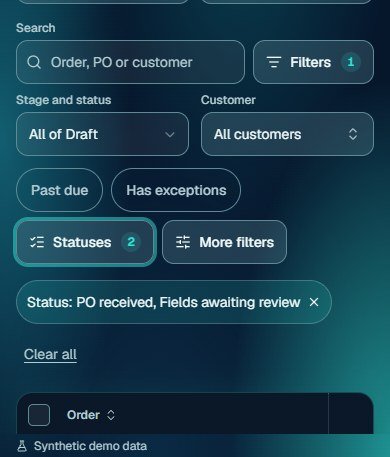 Search
Order, PO or customer
Filters 1
Stage and status
Customer
All of Draft
All customers
Past due
Has exceptions
Statuses 2
More filters
Status: PO received, Fields awaiting review ×
Clear all
Order
Synthetic demo data